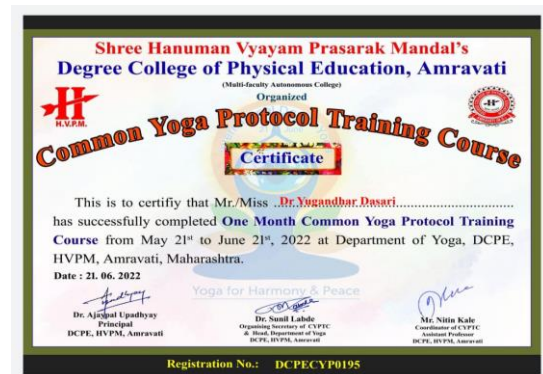 Shree Hanuman Vyayam Prasarak Mandal's
Degree College of Physical Education, Amravati
(Multi-faculty Autonomous College)
Organized
H.V.P.M.
Common Yoga Protocol Training Course
Certificate
This is to certifiy that Mr./Miss ..Dr Yugandhar Dasari..............................
has successfully completed One Month Common Yoga Protocol Training
Course from May 21st to June 21st, 2022 at Department of Yoga, DCPE,
HVPM, Amravati, Maharashtra.
Date : 21. 06. 2022
Yoga for Harmony & Peace
Dr. Ajaypal Upadhyay
Principal
DCPE, HVPM, Amravati
Dr. Sunil Labde
Organising Secretary of CYPTC
& Head, Department of Yoga
DCPE, HVPM, Amravati
Mr. Nitin Kale
Coordinator of CYPTC
Assistant Professor
DCPE, HVPM, Amravati
Registration No.: DCPECYP0195